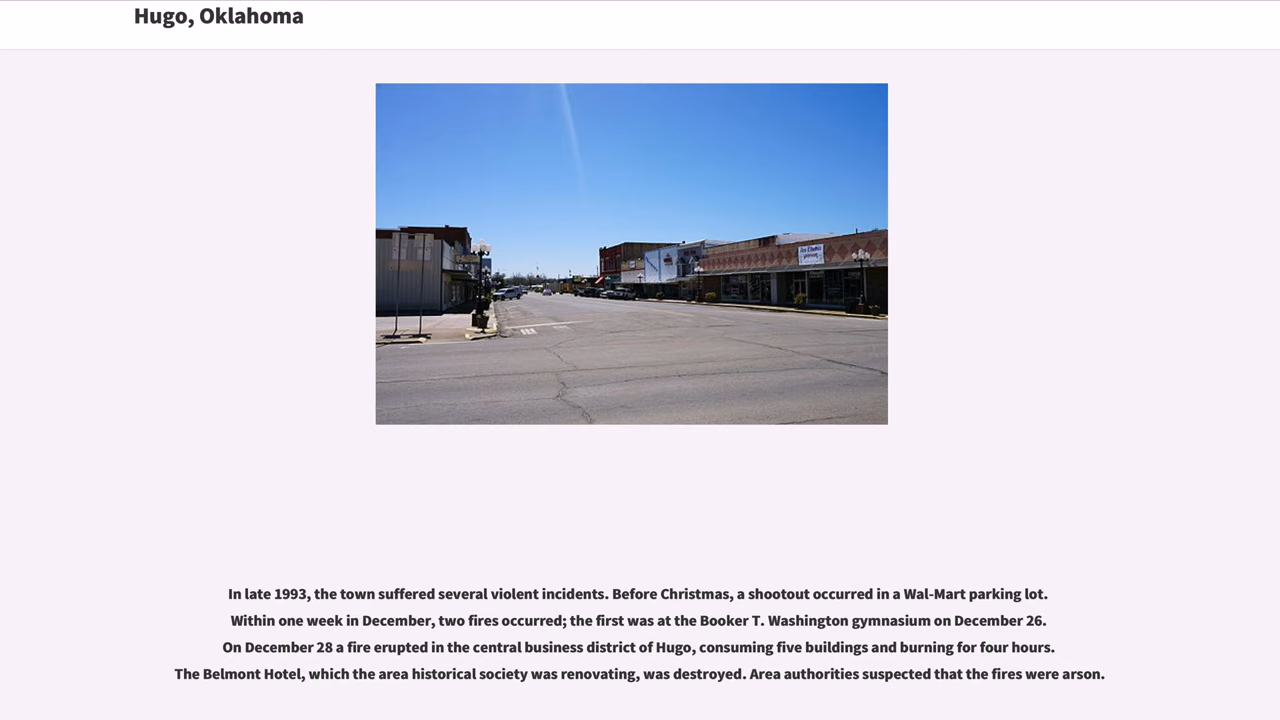 Hugo, Oklahoma
In late 1993, the town suffered several violent incidents. Before Christmas, a shootout occurred in a Wal-Mart parking lot.
Within one week in December, two fires occurred; the first was at the Booker T. Washington gymnasium on December 26.
On December 28 a fire erupted in the central business district of Hugo, consuming five buildings and burning for four hours.
The Belmont Hotel, which the area historical society was renovating, was destroyed. Area authorities suspected that the fires were arson.